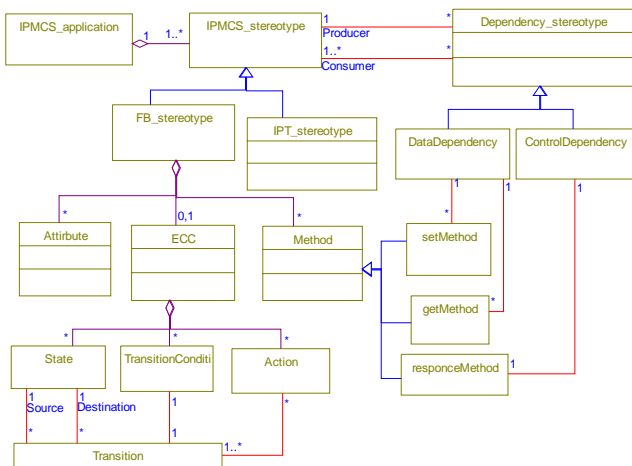 IPMCS_application
IPMCS_stereotype
Dependency_stereotype
1
1..*
1
Producer
*
1..*
Consumer
*
FB_stereotype
IPT_stereotype
DataDependency
ControlDependency
1
1
1
*
0,1
*
*
Attirbute
ECC
Method
setMethod
getMethod
*
responceMethod
1
*
*
*
State
TransitionConditi
Action
1
Source
1
Destination
1
*
*
*
1
1..*
Transition